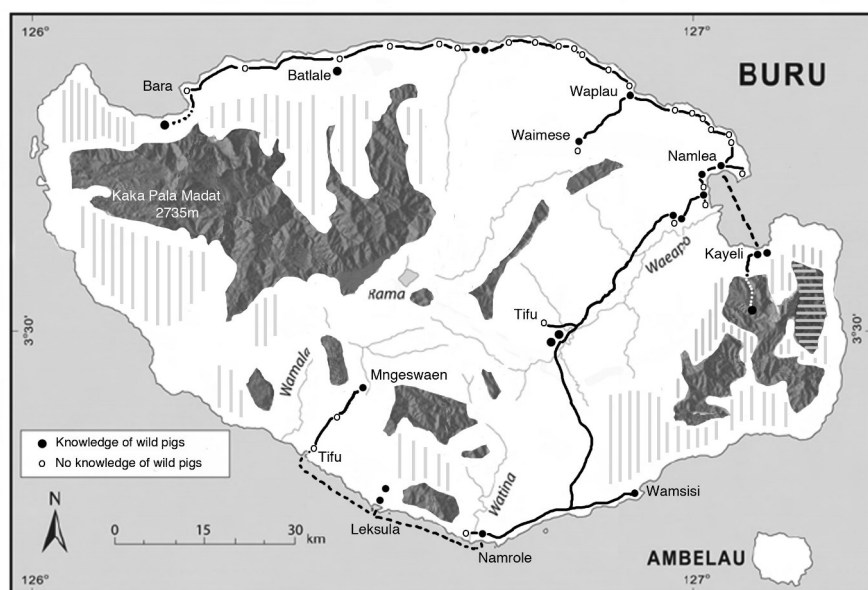 126°
127°
BURU
Bara
Batlale
Waplau
Waimese
Namlea
Kaka Pala Madat
2735m
Kayeli
Waeapo
Rama
Tifu
3°30
3°30
Wamala
Mngeswaen
Knowledge of wild pigs
No knowledge of wild pigs
Tifu
Watina
Wamsisi
N
0 15 30
km
Leksula
Namrole
AMBELAU
126°
127°